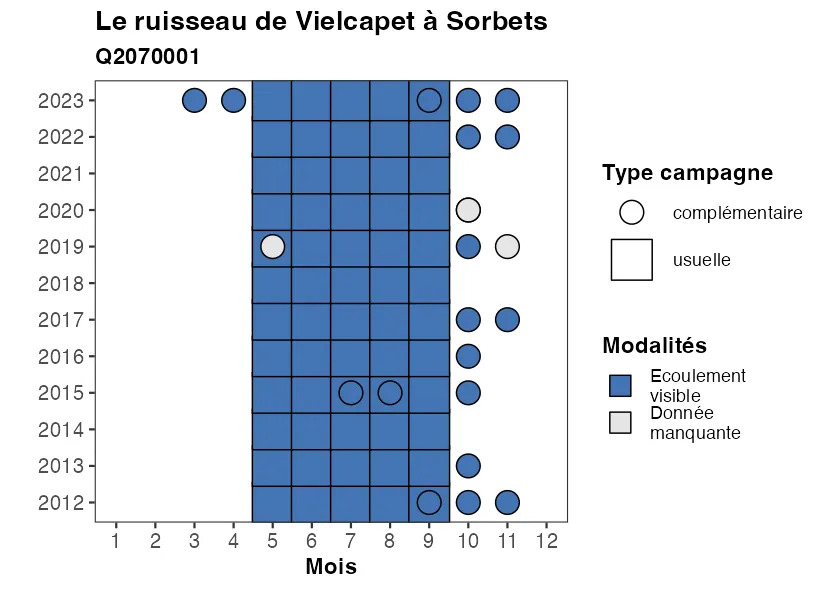 Le ruisseau de Vielcapet à Sorbets
Q2070001
2023
2022
2021
2020
2019
2018
2017
2016
2015
2014
2013
2012
1 2 3 4 5 6 7 8 9 10 11 12
Mois
Type campagne
complémentaire
usuelle
Modalités
Ecoulement
visible
Donnée
manquante